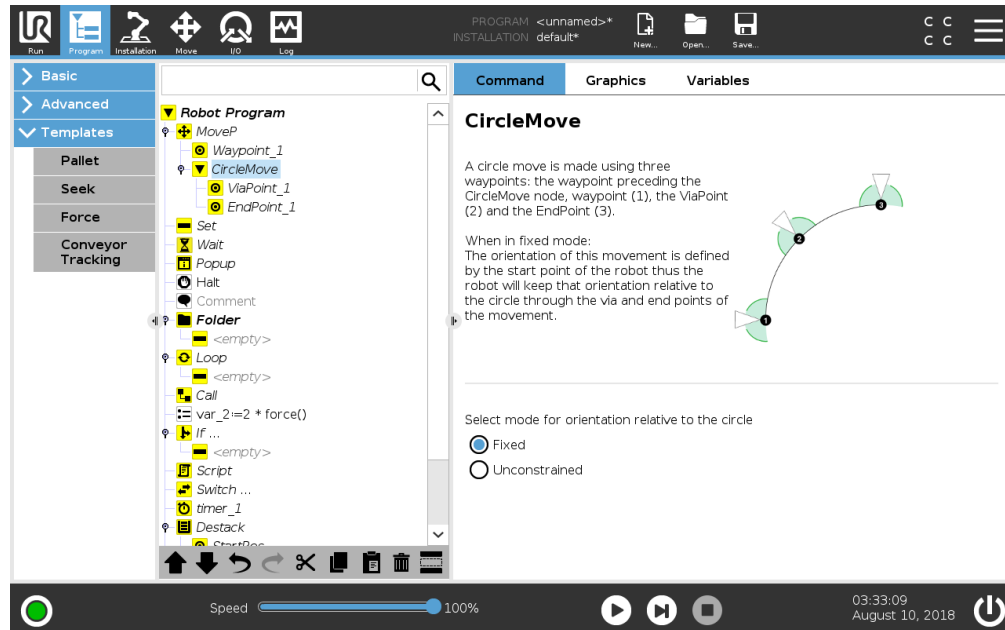 PROGRAM <unnamed>*
INSTALLATION default*
C C
C C
Run
Program
Installation
Move
I/O
Log
New...
Open...
Save...
Basic
Advanced
Templates
Pallet
Seek
Force
Conveyor
Tracking
Robot Program
MoveP
Waypoint_1
CircleMove
ViaPoint_1
EndPoint_1
Set
Wait
Popup
Halt
Comment
Folder
<empty>
Loop
<empty>
Call
var_2:=2 * force()
If ...
<empty>
Script
Switch ...
timer_1
Destack
StartPos
Command
Graphics
Variables
CircleMove
A circle move is made using three
waypoints: the waypoint preceding the
CircleMove node, waypoint (1), the ViaPoint
(2) and the EndPoint (3).
When in fixed mode:
The orientation of this movement is defined
by the start point of the robot thus the
robot will keep that orientation relative to
the circle through the via and end points of
the movement.
3
2
1
Select mode for orientation relative to the circle
Fixed
Unconstrained
Speed
100%
03:33:09
August 10, 2018